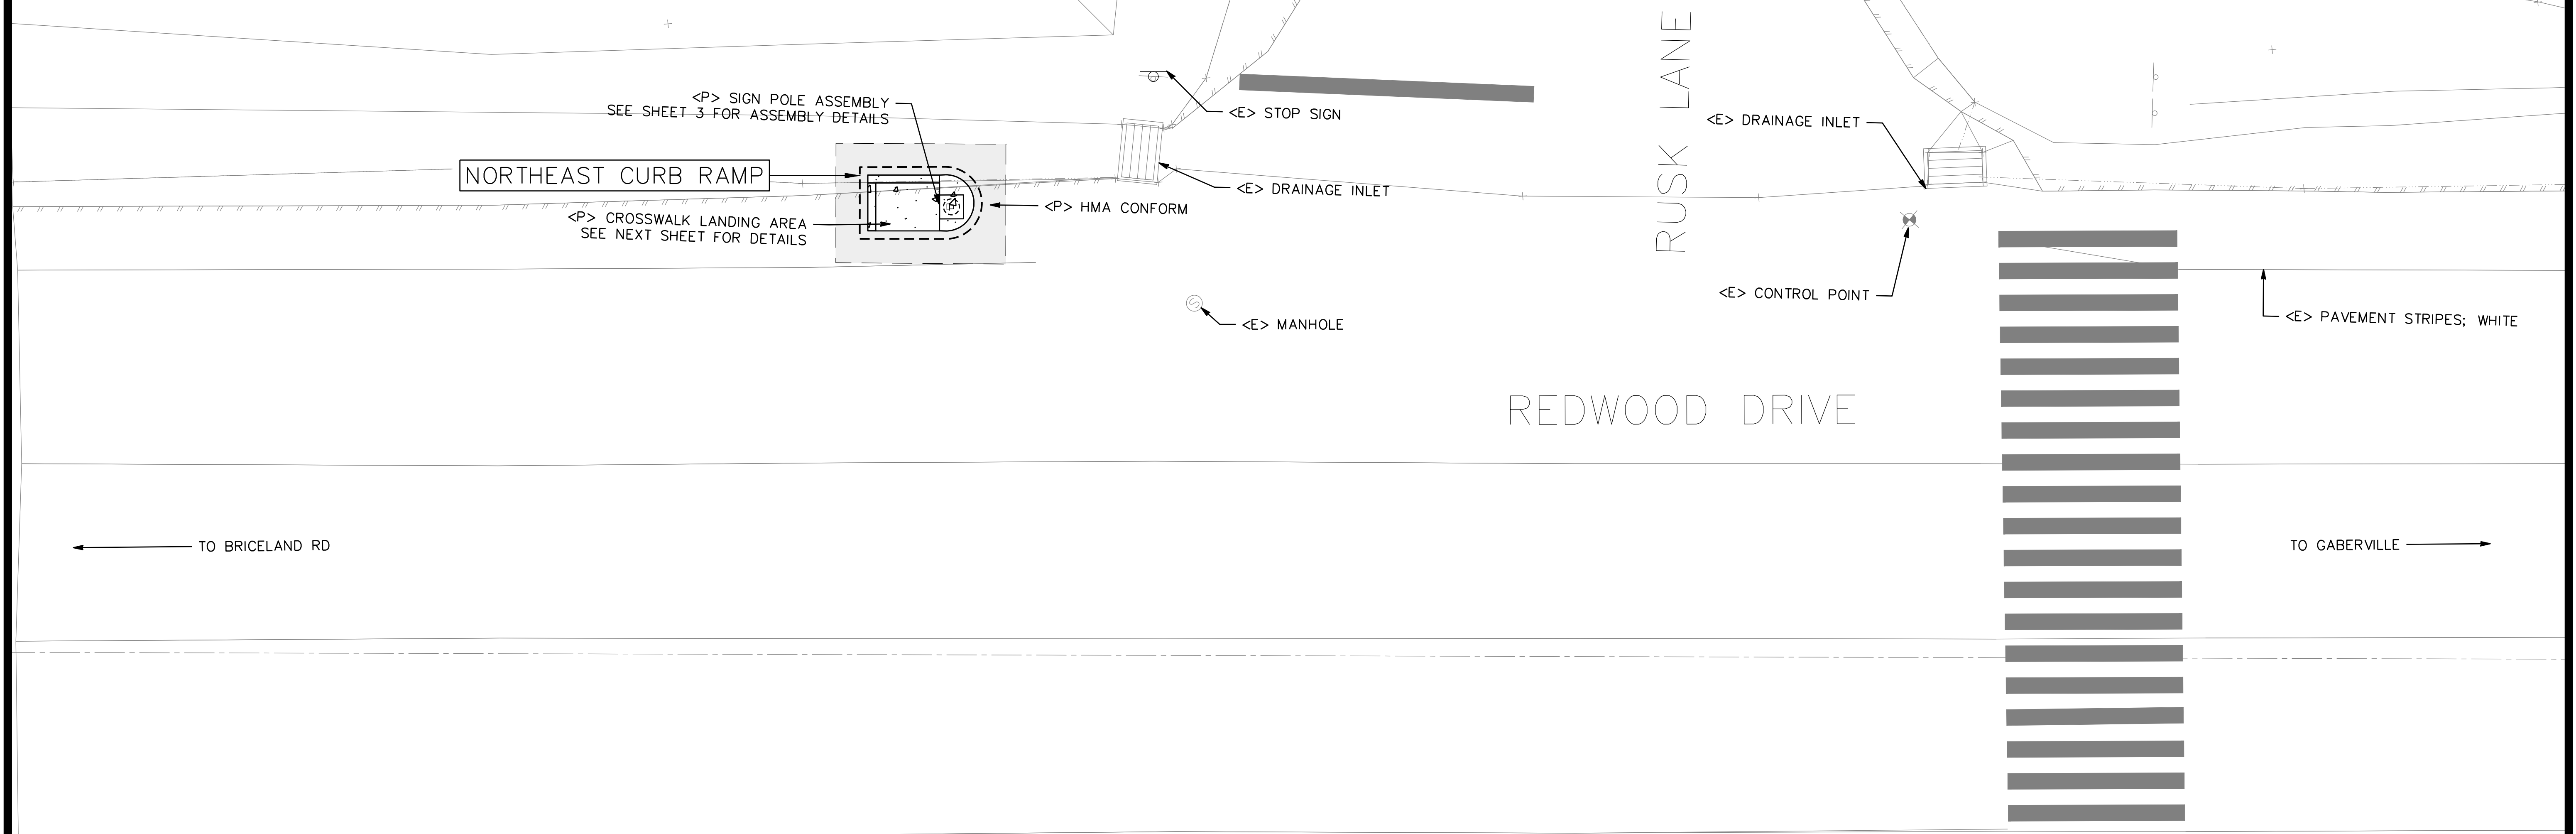 RUSK LANE
<P> SIGN POLE ASSEMBLY
SEE SHEET 3 FOR ASSEMBLY DETAILS
<E> STOP SIGN
<E> DRAINAGE INLET
NORTHEAST CURB RAMP
<E> DRAINAGE INLET
<P> HMA CONFORM
<P> CROSSWALK LANDING AREA
SEE NEXT SHEET FOR DETAILS
<E> CONTROL POINT
S
<E> MANHOLE
<E> PAVEMENT STRIPES; WHITE
REDWOOD DRIVE
TO BRICELAND RD
TO GABERVILLE